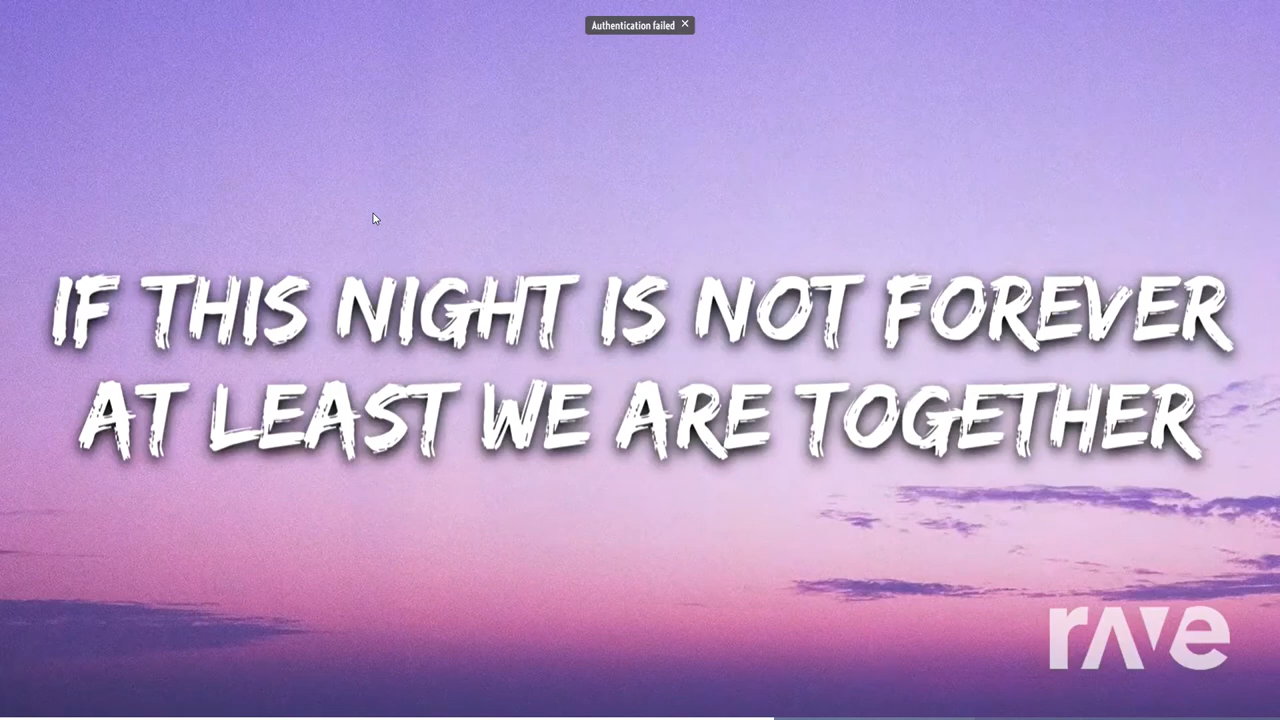 Authentication failed
IF THIS NIGHT IS NOT FOREVER
AT LEAST WE ARE TOGETHER
rave